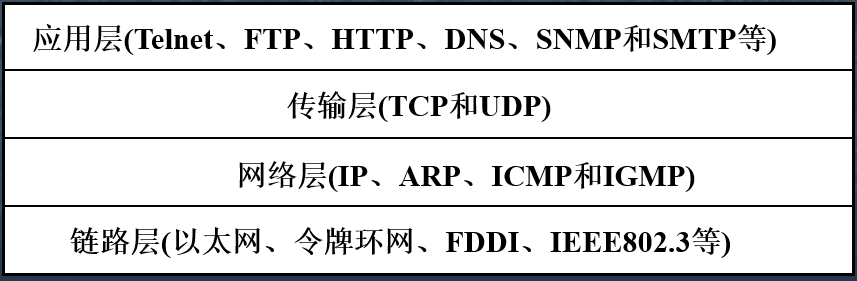 应用层(Telnet、FTP、HTTP、DNS、SNMP和SMTP等)
传输层(TCP和UDP)
网络层(IP、ARP、ICMP和IGMP)
链路层(以太网、令牌环网、FDDI、IEEE802.3等)